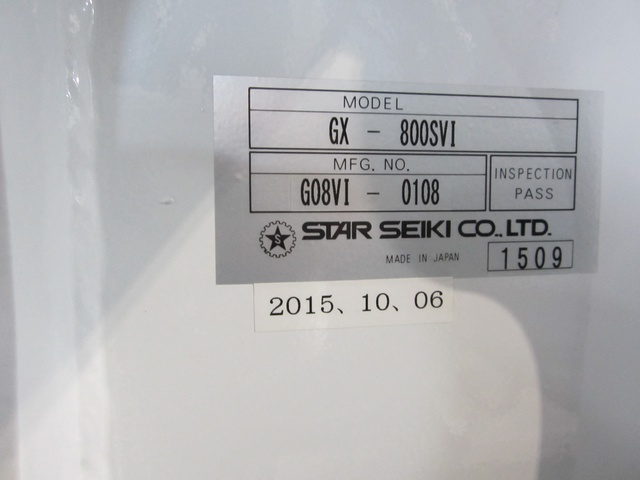 MODEL
GX - 800SVI
MFG. NO.
G08VI - 0108
INSPECTION
PASS
S
STAR SEIKI CO., LTD.
MADE IN JAPAN
1509
2015、10、06